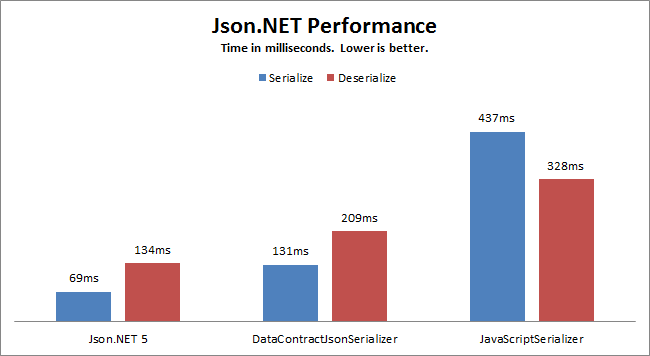 Json.NET Performance
Time in milliseconds. Lower is better.
Serialize Deserialize
437ms
328ms
209ms
134ms 131ms
69ms
Json.NET 5 DataContractJsonSerializer JavaScriptSerializer